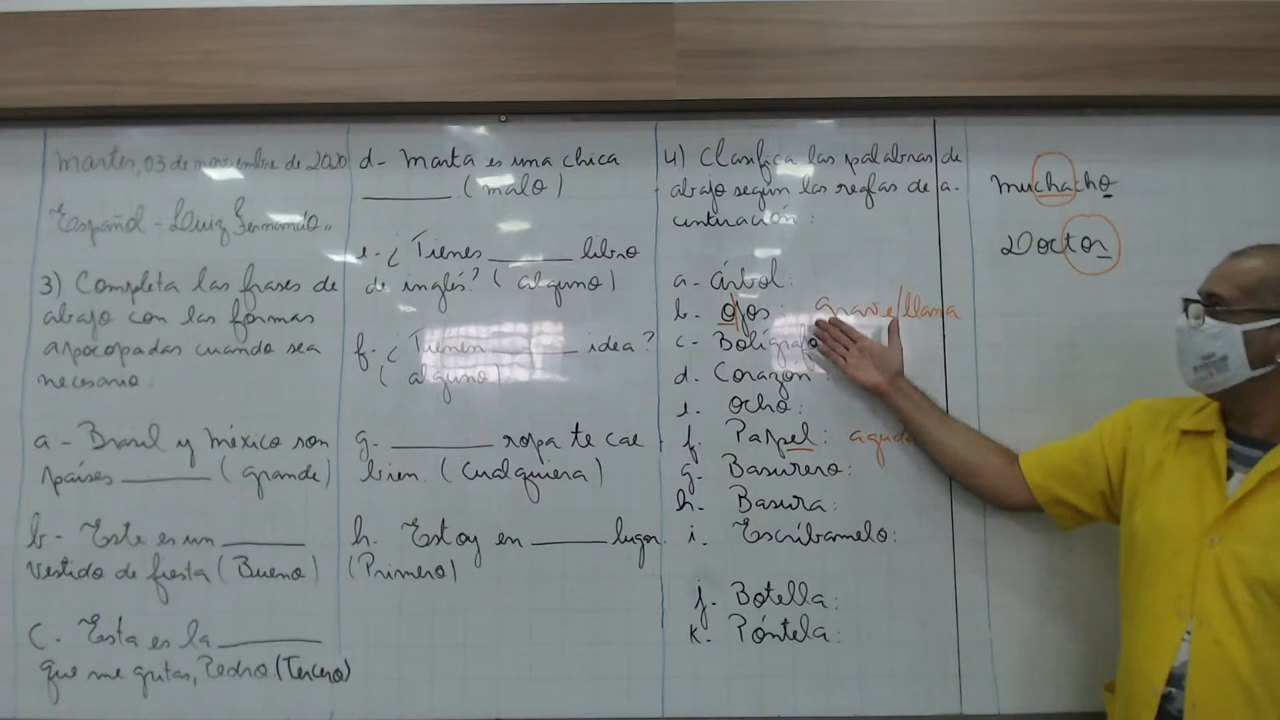 Martes, 03 de noviembre de 2020
Español - Luiz Fernando
3) Completa las frases de
abajo con las formas
apocopadas cuando sea
necesario
a - Brasil y México son
países ______ (grande)
b - Este es un ______
vestido de fiesta (Bueno)
c. Esta es la ______
que me gritas, Pedro (Tercero)
d - Marta es una chica
______ (malo)
e - ¿ Tienes ______ libro
de inglés? (alguno)
f - ¿ Tienen ______ idea?
(alguno)
g. ______ ropa te cae
bien. (Cualquiera)
h. Estoy en ______ lugar.
(Primero)
4) Clasifica las palabras de
abajo según las reglas de a-
centuación:
a - árbol:
b. Ojos: Grave/llana
c - Bolígrafo
d. Corazón:
e. Ocho:
f. Papel: aguda
g. Basurero:
h. Basura:
i. Escríbamelo:
j. Botella:
k. Póntela:
muchacho
Doctor